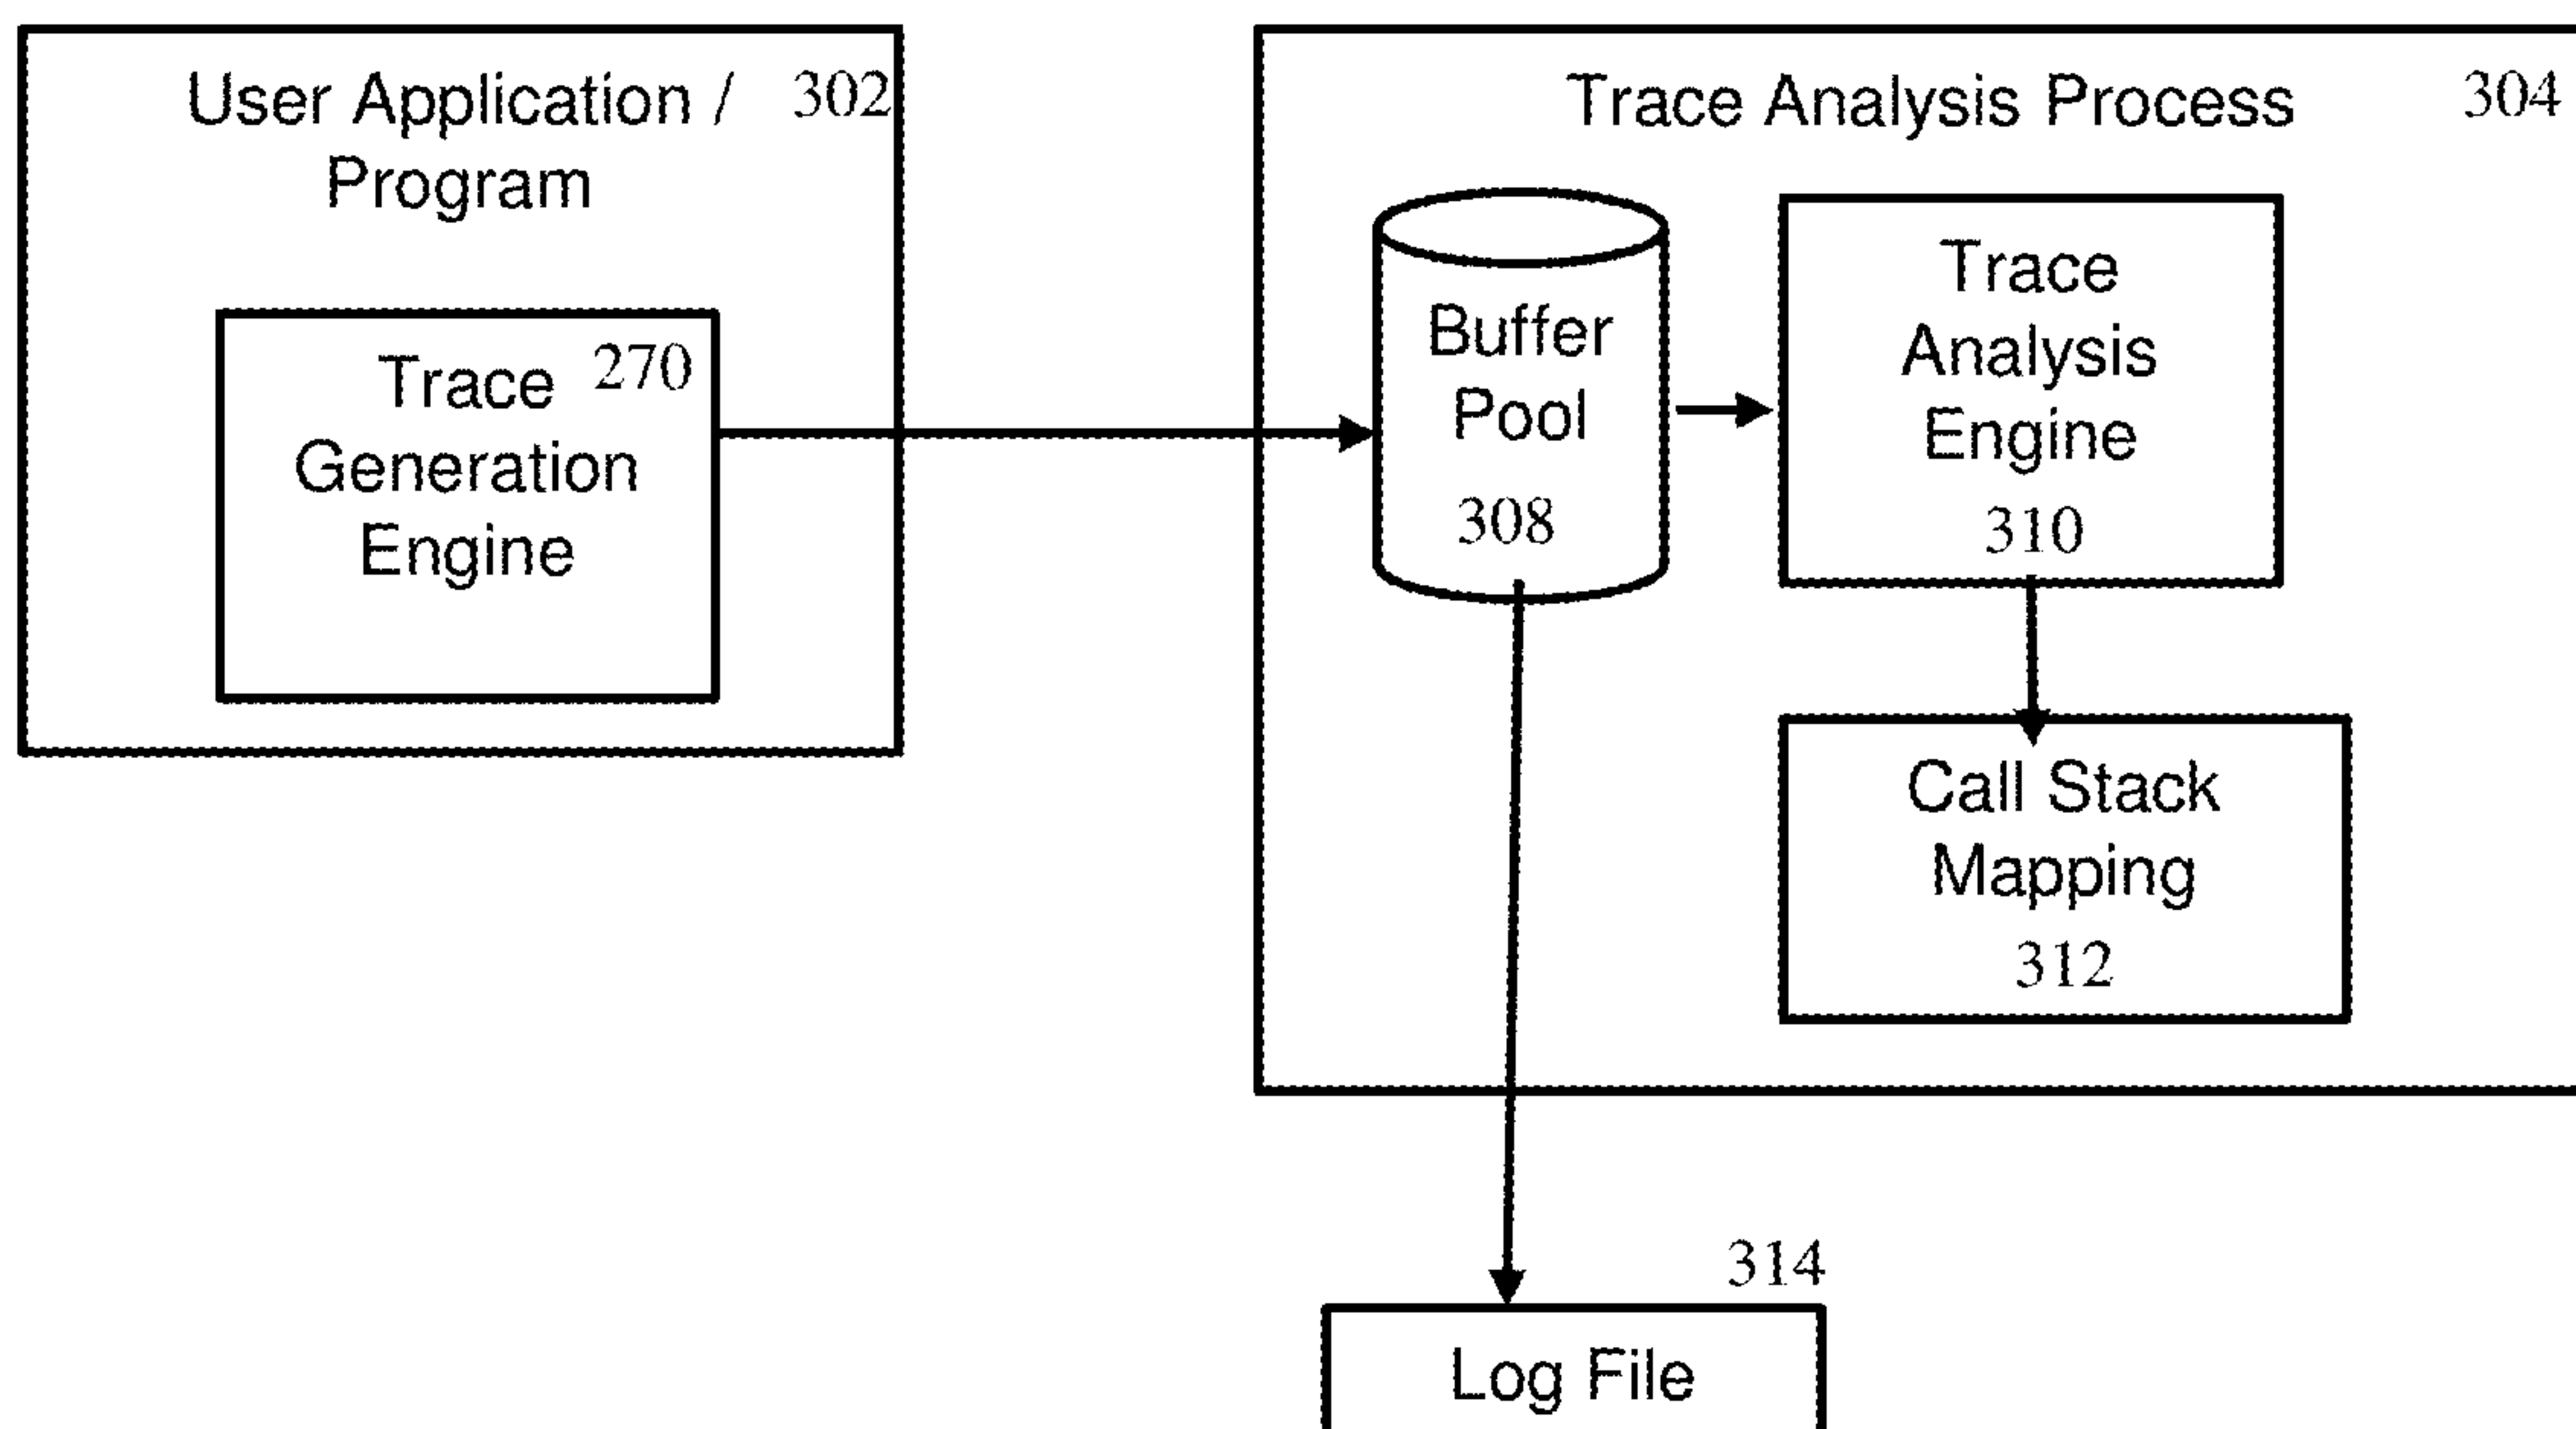 User Application / 302
Program
Trace 270
Generation
Engine
Trace Analysis Process 304
Buffer
Pool
308
Trace
Analysis
Engine
310
Call Stack
Mapping
312
314
Log File